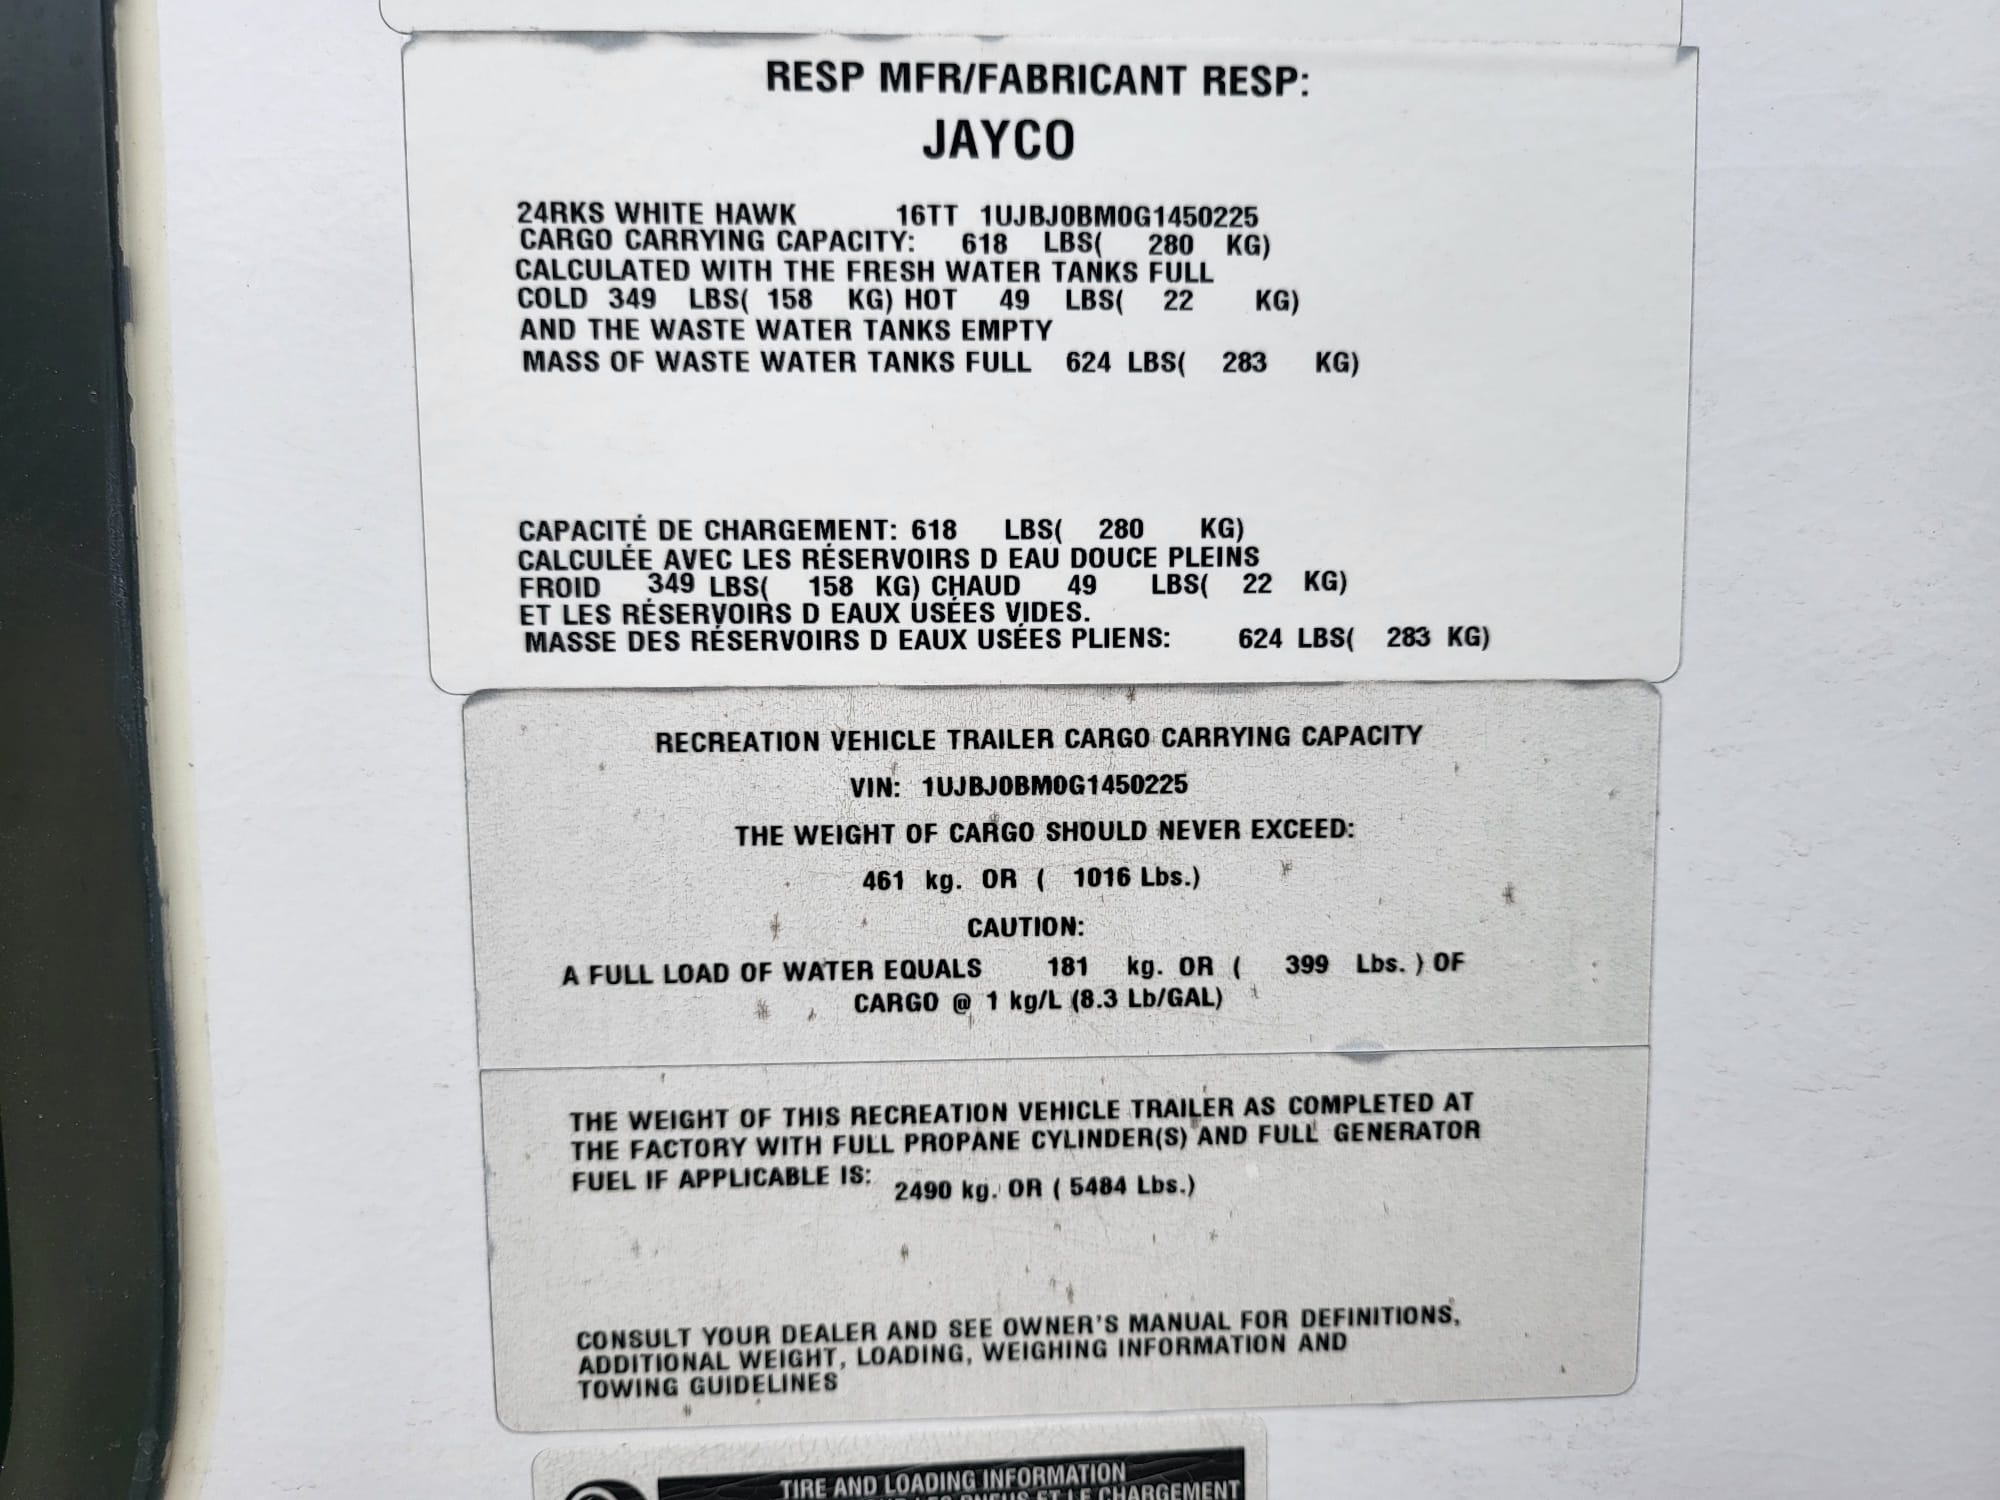 RESP MFR/FABRICANT RESP:
JAYCO
24RKS WHITE HAWK 16TT 1UJBJ0BM0G1450225
CARGO CARRYING CAPACITY: 618 LBS( 280 KG)
CALCULATED WITH THE FRESH WATER TANKS FULL
COLD 349 LBS( 158 KG) HOT 49 LBS( 22 KG)
AND THE WASTE WATER TANKS EMPTY
MASS OF WASTE WATER TANKS FULL 624 LBS( 283 KG)
CAPACITÉ DE CHARGEMENT: 618 LBS( 280 KG)
CALCULÉE AVEC LES RÉSERVOIRS D EAU DOUCE PLEINS
FROID 349 LBS( 158 KG) CHAUD 49 LBS( 22 KG)
ET LES RÉSERVOIRS D EAUX USÉES VIDES.
MASSE DES RÉSERVOIRS D EAUX USÉES PLIENS: 624 LBS( 283 KG)
RECREATION VEHICLE TRAILER CARGO CARRYING CAPACITY
VIN: 1UJBJ0BM0G1450225
THE WEIGHT OF CARGO SHOULD NEVER EXCEED:
461 kg. OR ( 1016 Lbs.)
CAUTION:
A FULL LOAD OF WATER EQUALS 181 kg. OR ( 399 Lbs. ) OF
CARGO @ 1 kg/L (8.3 Lb/GAL)
THE WEIGHT OF THIS RECREATION VEHICLE TRAILER AS COMPLETED AT
THE FACTORY WITH FULL PROPANE CYLINDER(S) AND FULL GENERATOR
FUEL IF APPLICABLE IS: 2490 kg. OR ( 5484 Lbs.)
CONSULT YOUR DEALER AND SEE OWNER'S MANUAL FOR DEFINITIONS,
ADDITIONAL WEIGHT, LOADING, WEIGHING INFORMATION AND
TOWING GUIDELINES
TIRE AND LOADING INFORMATION
PNEUS ET LE CHARGEMENT